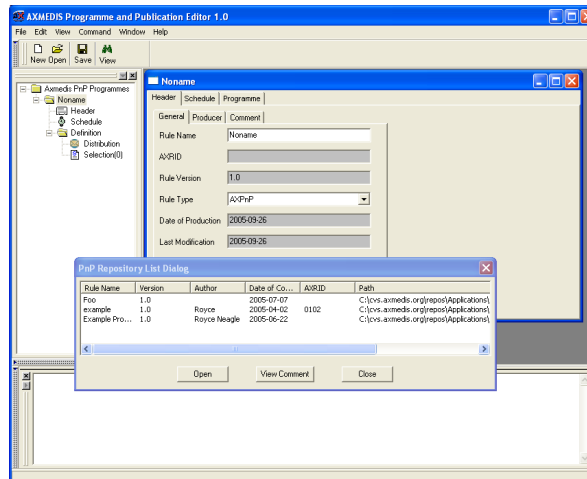 AXMEDIS Programme and Publication Editor 1.0
File Edit View Command Window Help
New Open Save View
Axmedis PnP Programmes
Noname
Header
Schedule
Definition
Distribution
Selection(0)
Noname
Header Schedule Programme
General Producer Comment
Rule Name Noname
AXRID
Rule Version 1.0
Rule Type AXPnP
Date of Production 2005-09-26
Last Modification 2005-09-26
PnP Repository List Dialog
Rule Name Version Author Date of Co... AXRID Path
Foo 1.0 2005-07-07 C:\cvs.axmedis.org\repos\Applications\
example 1.0 Royce 2005-04-02 0102 C:\cvs.axmedis.org\repos\Applications\
Example Pro... 1.0 Royce Neagle 2005-06-22 C:\cvs.axmedis.org\repos\Applications\
Open View Comment Close